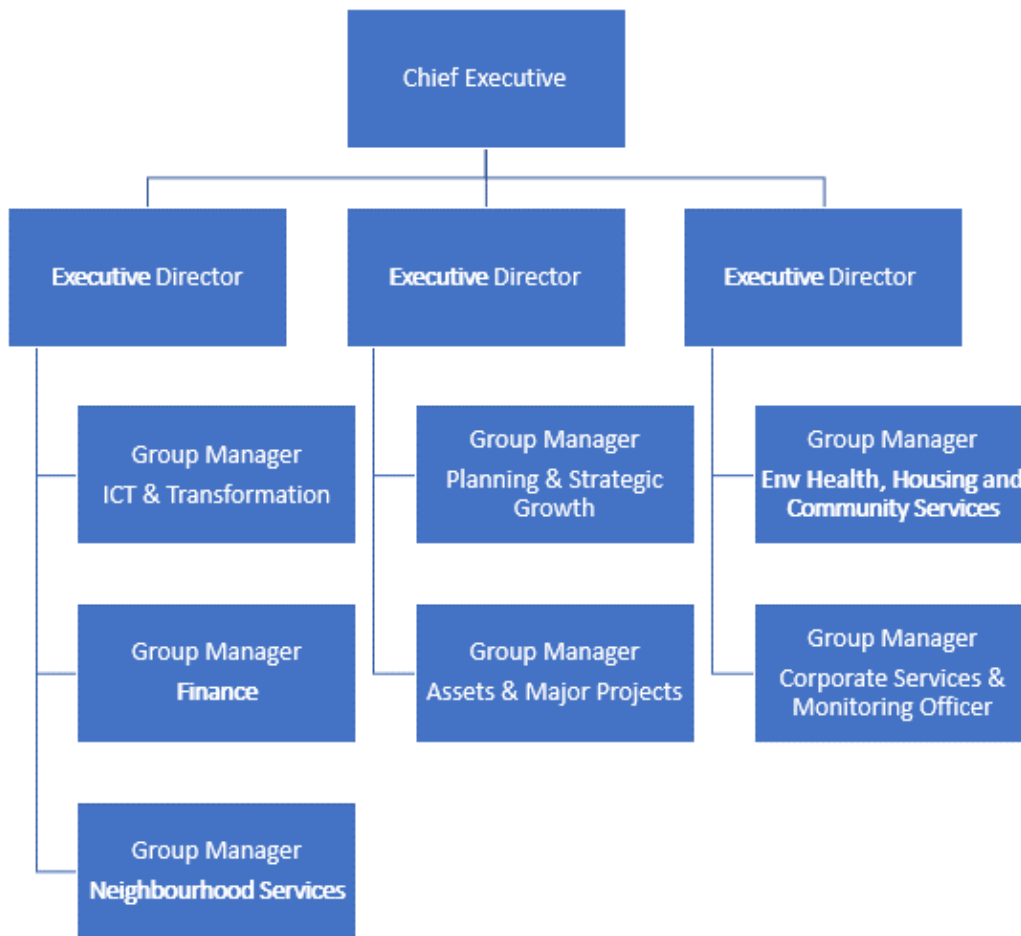 Chief Executive
Executive Director
Executive Director
Executive Director
Group Manager
ICT & Transformation
Group Manager
Planning & Strategic
Growth
Group Manager
Env Health, Housing and
Community Services
Group Manager
Finance
Group Manager
Assets & Major Projects
Group Manager
Corporate Services &
Monitoring Officer
Group Manager
Neighbourhood Services